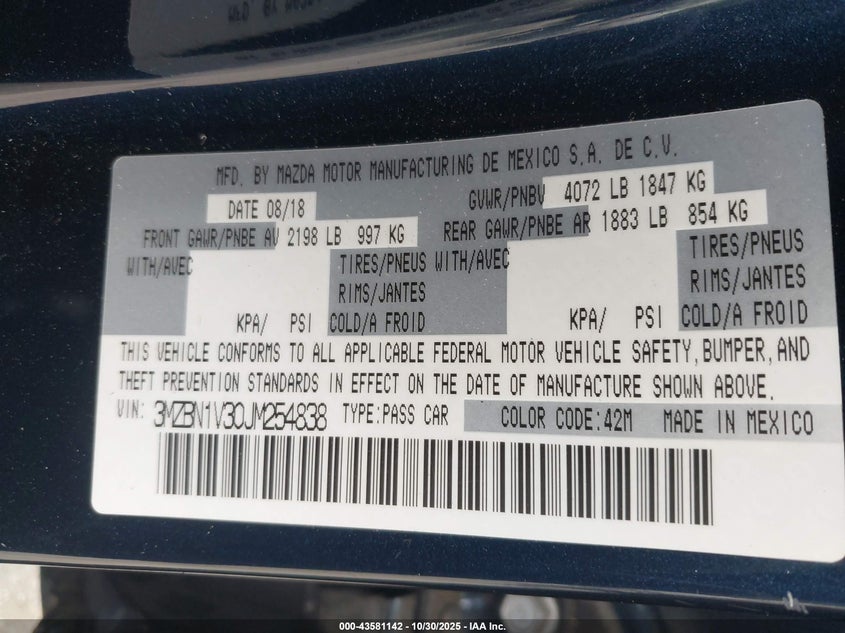 MFD. BY MAZDA MOTOR MANUFACTURING DE MEXICO S.A. DE C.V.
DATE 08/18 GVWR/PNBV 4072 LB 1847 KG
FRONT GAWR/PNBE AV 2198 LB 997 KG REAR GAWR/PNBE AR 1883 LB 854 KG
WITH/AVEC TIRES/PNEUS WITH/AVEC TIRES/PNEUS
RIMS/JANTES RIMS/JANTES
KPA/ PSI COLD/A FROID KPA/ PSI COLD/A FROID
THIS VEHICLE CONFORMS TO ALL APPLICABLE FEDERAL MOTOR VEHICLE SAFETY, BUMPER, AND
THEFT PREVENTION STANDARDS IN EFFECT ON THE DATE OF MANUFACTURE SHOWN ABOVE.
VIN: 3MZBN1V30JM254838 TYPE:PASS CAR COLOR CODE:42M MADE IN MEXICO
000-43581142 - 10/30/2025 - IAA Inc.